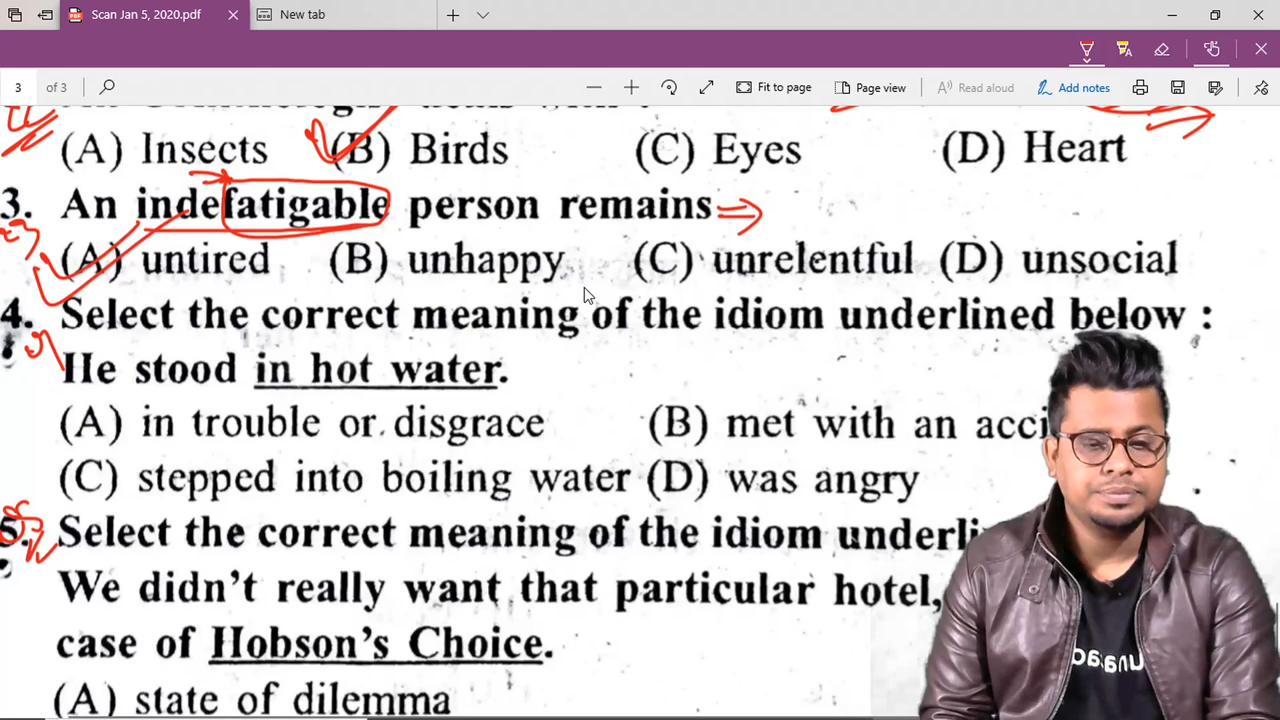 Scan Jan 5, 2020.pdf
New tab
3 of 3
Fit to page
Page view
Read aloud
Add notes
(A) Insects (B) Birds (C) Eyes (D) Heart
3. An indefatigable person remains
(A) untired (B) unhappy (C) unrelentful (D) unsocial
4. Select the correct meaning of the idiom underlined below :
He stood in hot water.
(A) in trouble or disgrace (B) met with an acci
(C) stepped into boiling water (D) was angry
5. Select the correct meaning of the idiom underli
We didn't really want that particular hotel,
case of Hobson's Choice.
(A) state of dilemma